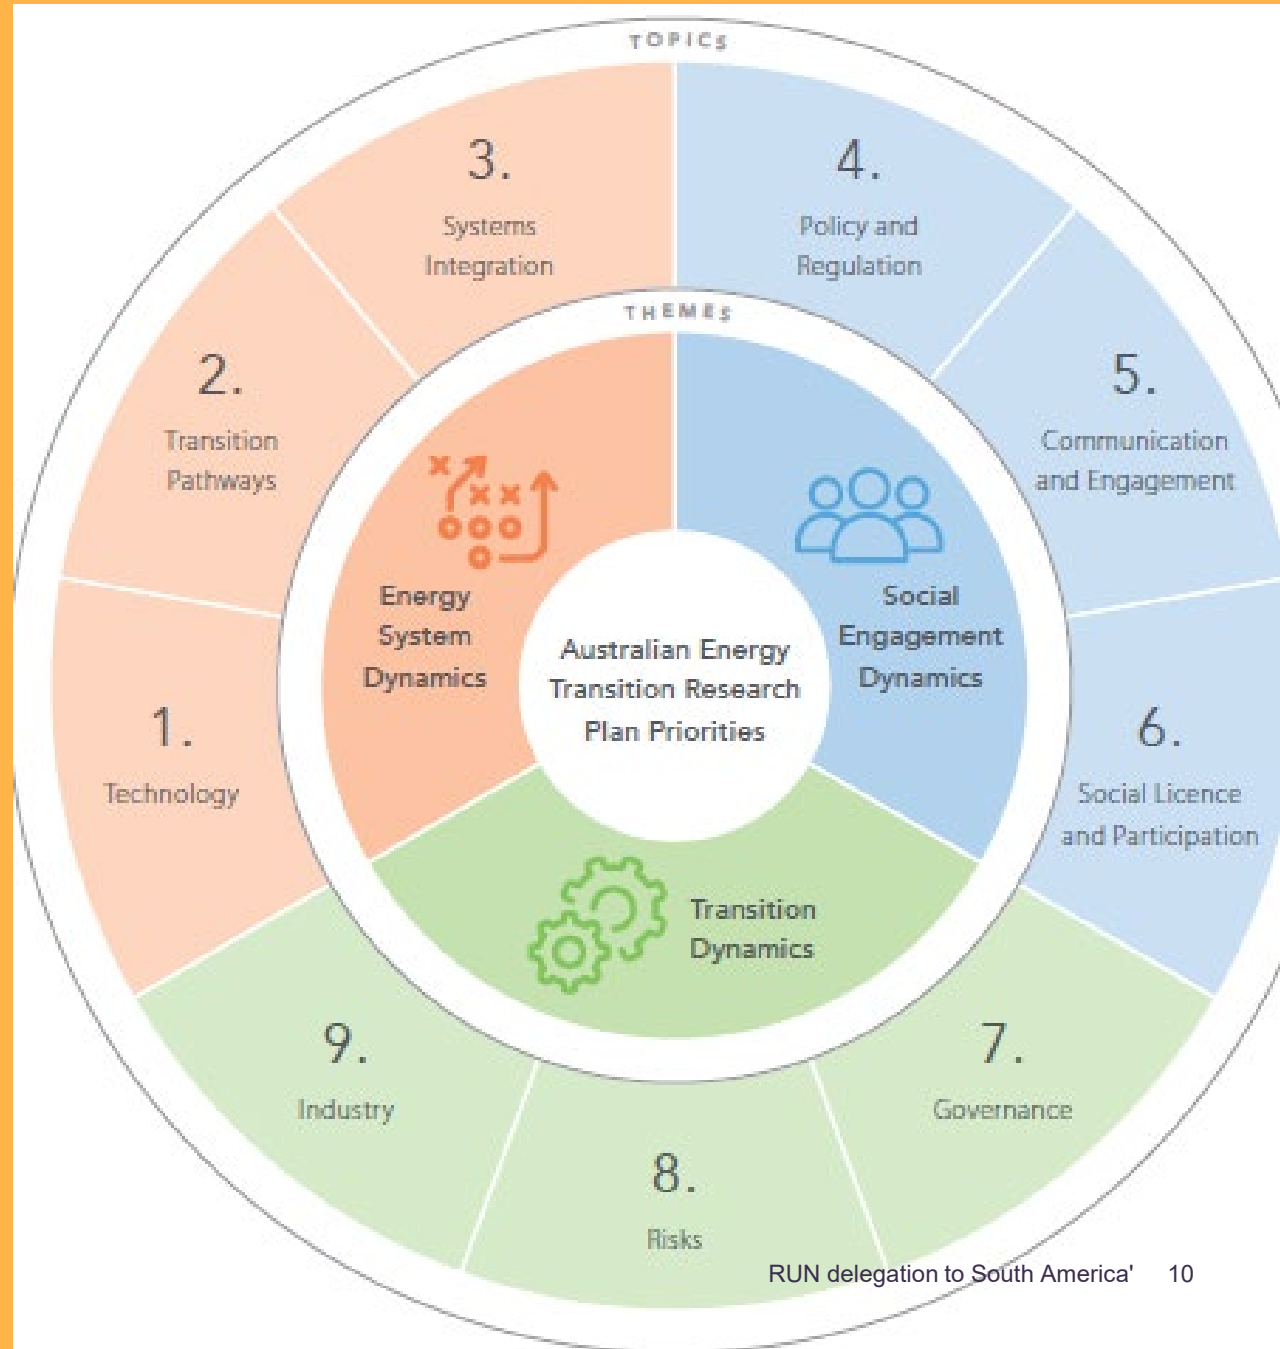 TOPICS
3.
Systems
Integration
4.
Policy and
Regulation
2.
Transition
Pathways
5.
Communication
and Engagement
THEMES
Energy
System
Dynamics
Social
Engagement
Dynamics
Australian Energy
Transition Research
Plan Priorities
1.
Technology
6.
Social Licence
and Participation
Transition
Dynamics
9.
Industry
7.
Governance
8.
Risks
RUN delegation to South America' 10